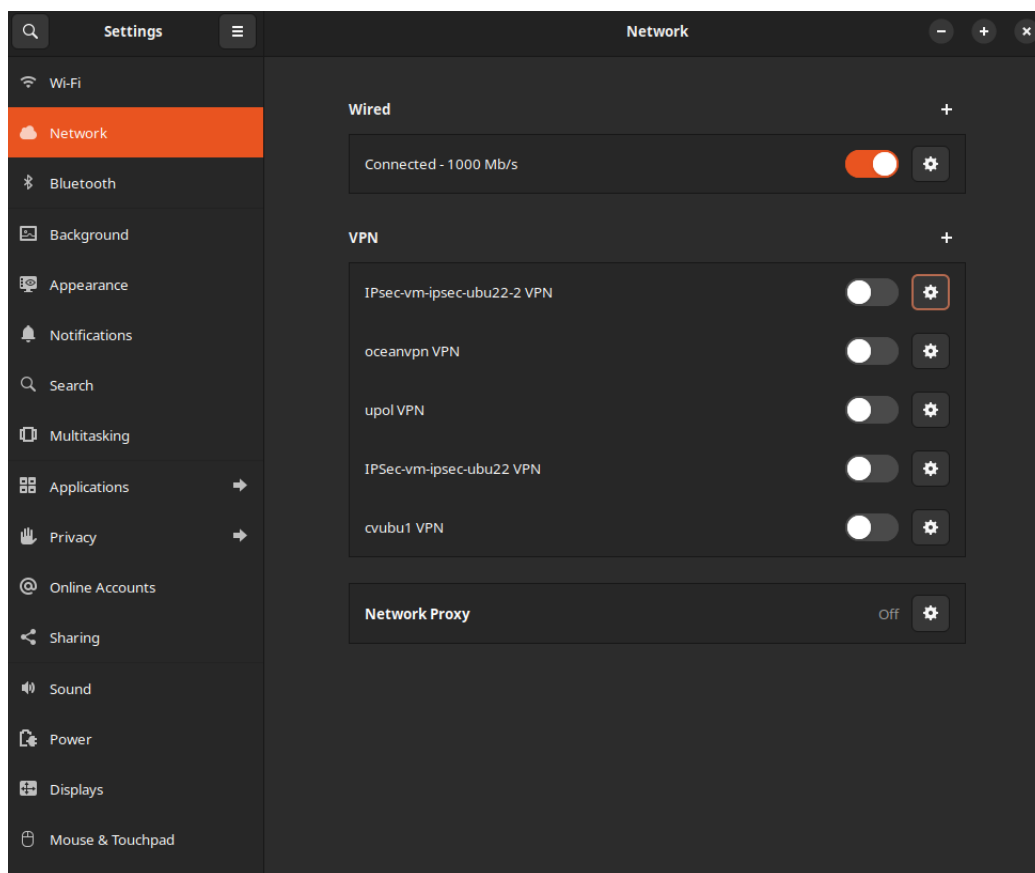 Settings
Network
Wi-Fi
Network
Bluetooth
Background
Appearance
Notifications
Search
Multitasking
Applications
Privacy
Online Accounts
Sharing
Sound
Power
Displays
Mouse & Touchpad
Wired
Connected - 1000 Mb/s
VPN
IPsec-vm-ipsec-ubu22-2 VPN
oceanvpn VPN
upol VPN
IPSec-vm-ipsec-ubu22 VPN
cvubu1 VPN
Network Proxy Off